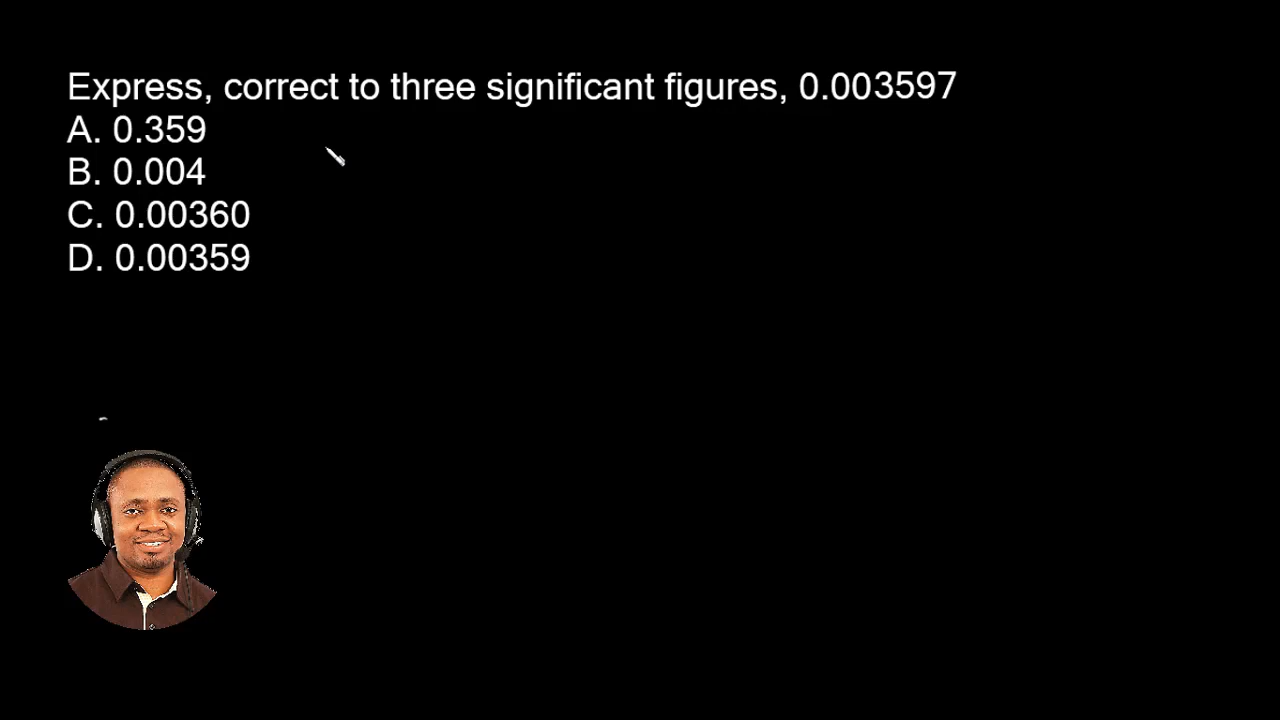 Express, correct to three significant figures, 0.003597
A. 0.359
B. 0.004
C. 0.00360
D. 0.00359